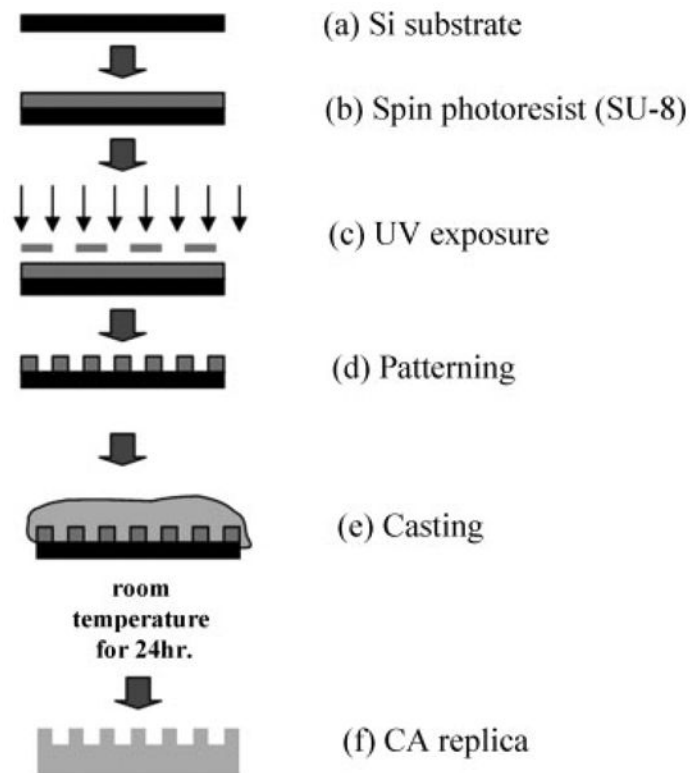 (a) Si substrate
(b) Spin photoresist (SU-8)
(c) UV exposure
(d) Patterning
(e) Casting
room
temperature
for 24hr.
(f) CA replica